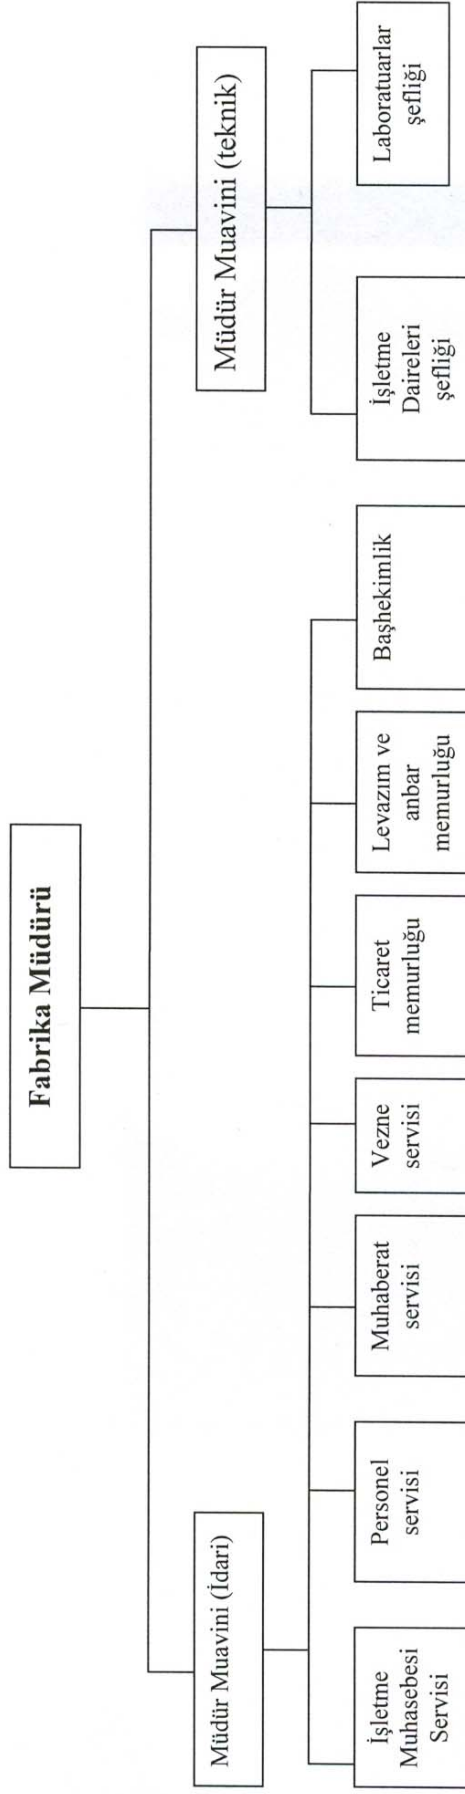 Fabrika Müdürü
Müdür Muavini (İdari)
Müdür Muavini (teknik)
İşletme
Muhasebesi
Servisi
Personel
servisi
Muhaberat
servisi
Vezne
servisi
Ticaret
memurluğu
Levazım ve
anbar
memurluğu
Başhekimlik
İşletme
Daireleri
şefliği
Laboratuarlar
şefliği